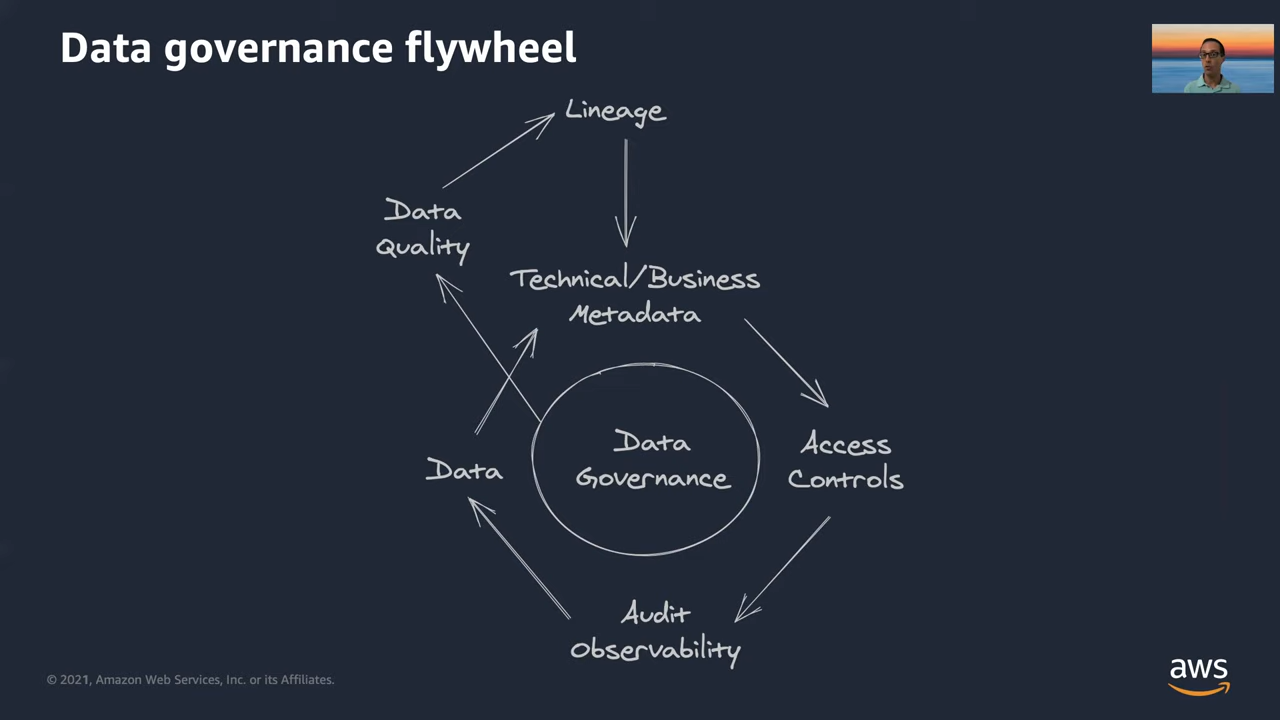 Data governance flywheel
Lineage
Data
Quality
Technical/Business
Metadata
Data
Governance
Access
Controls
Data
Audit
Observability
© 2021, Amazon Web Services, Inc. or its Affiliates.
aws